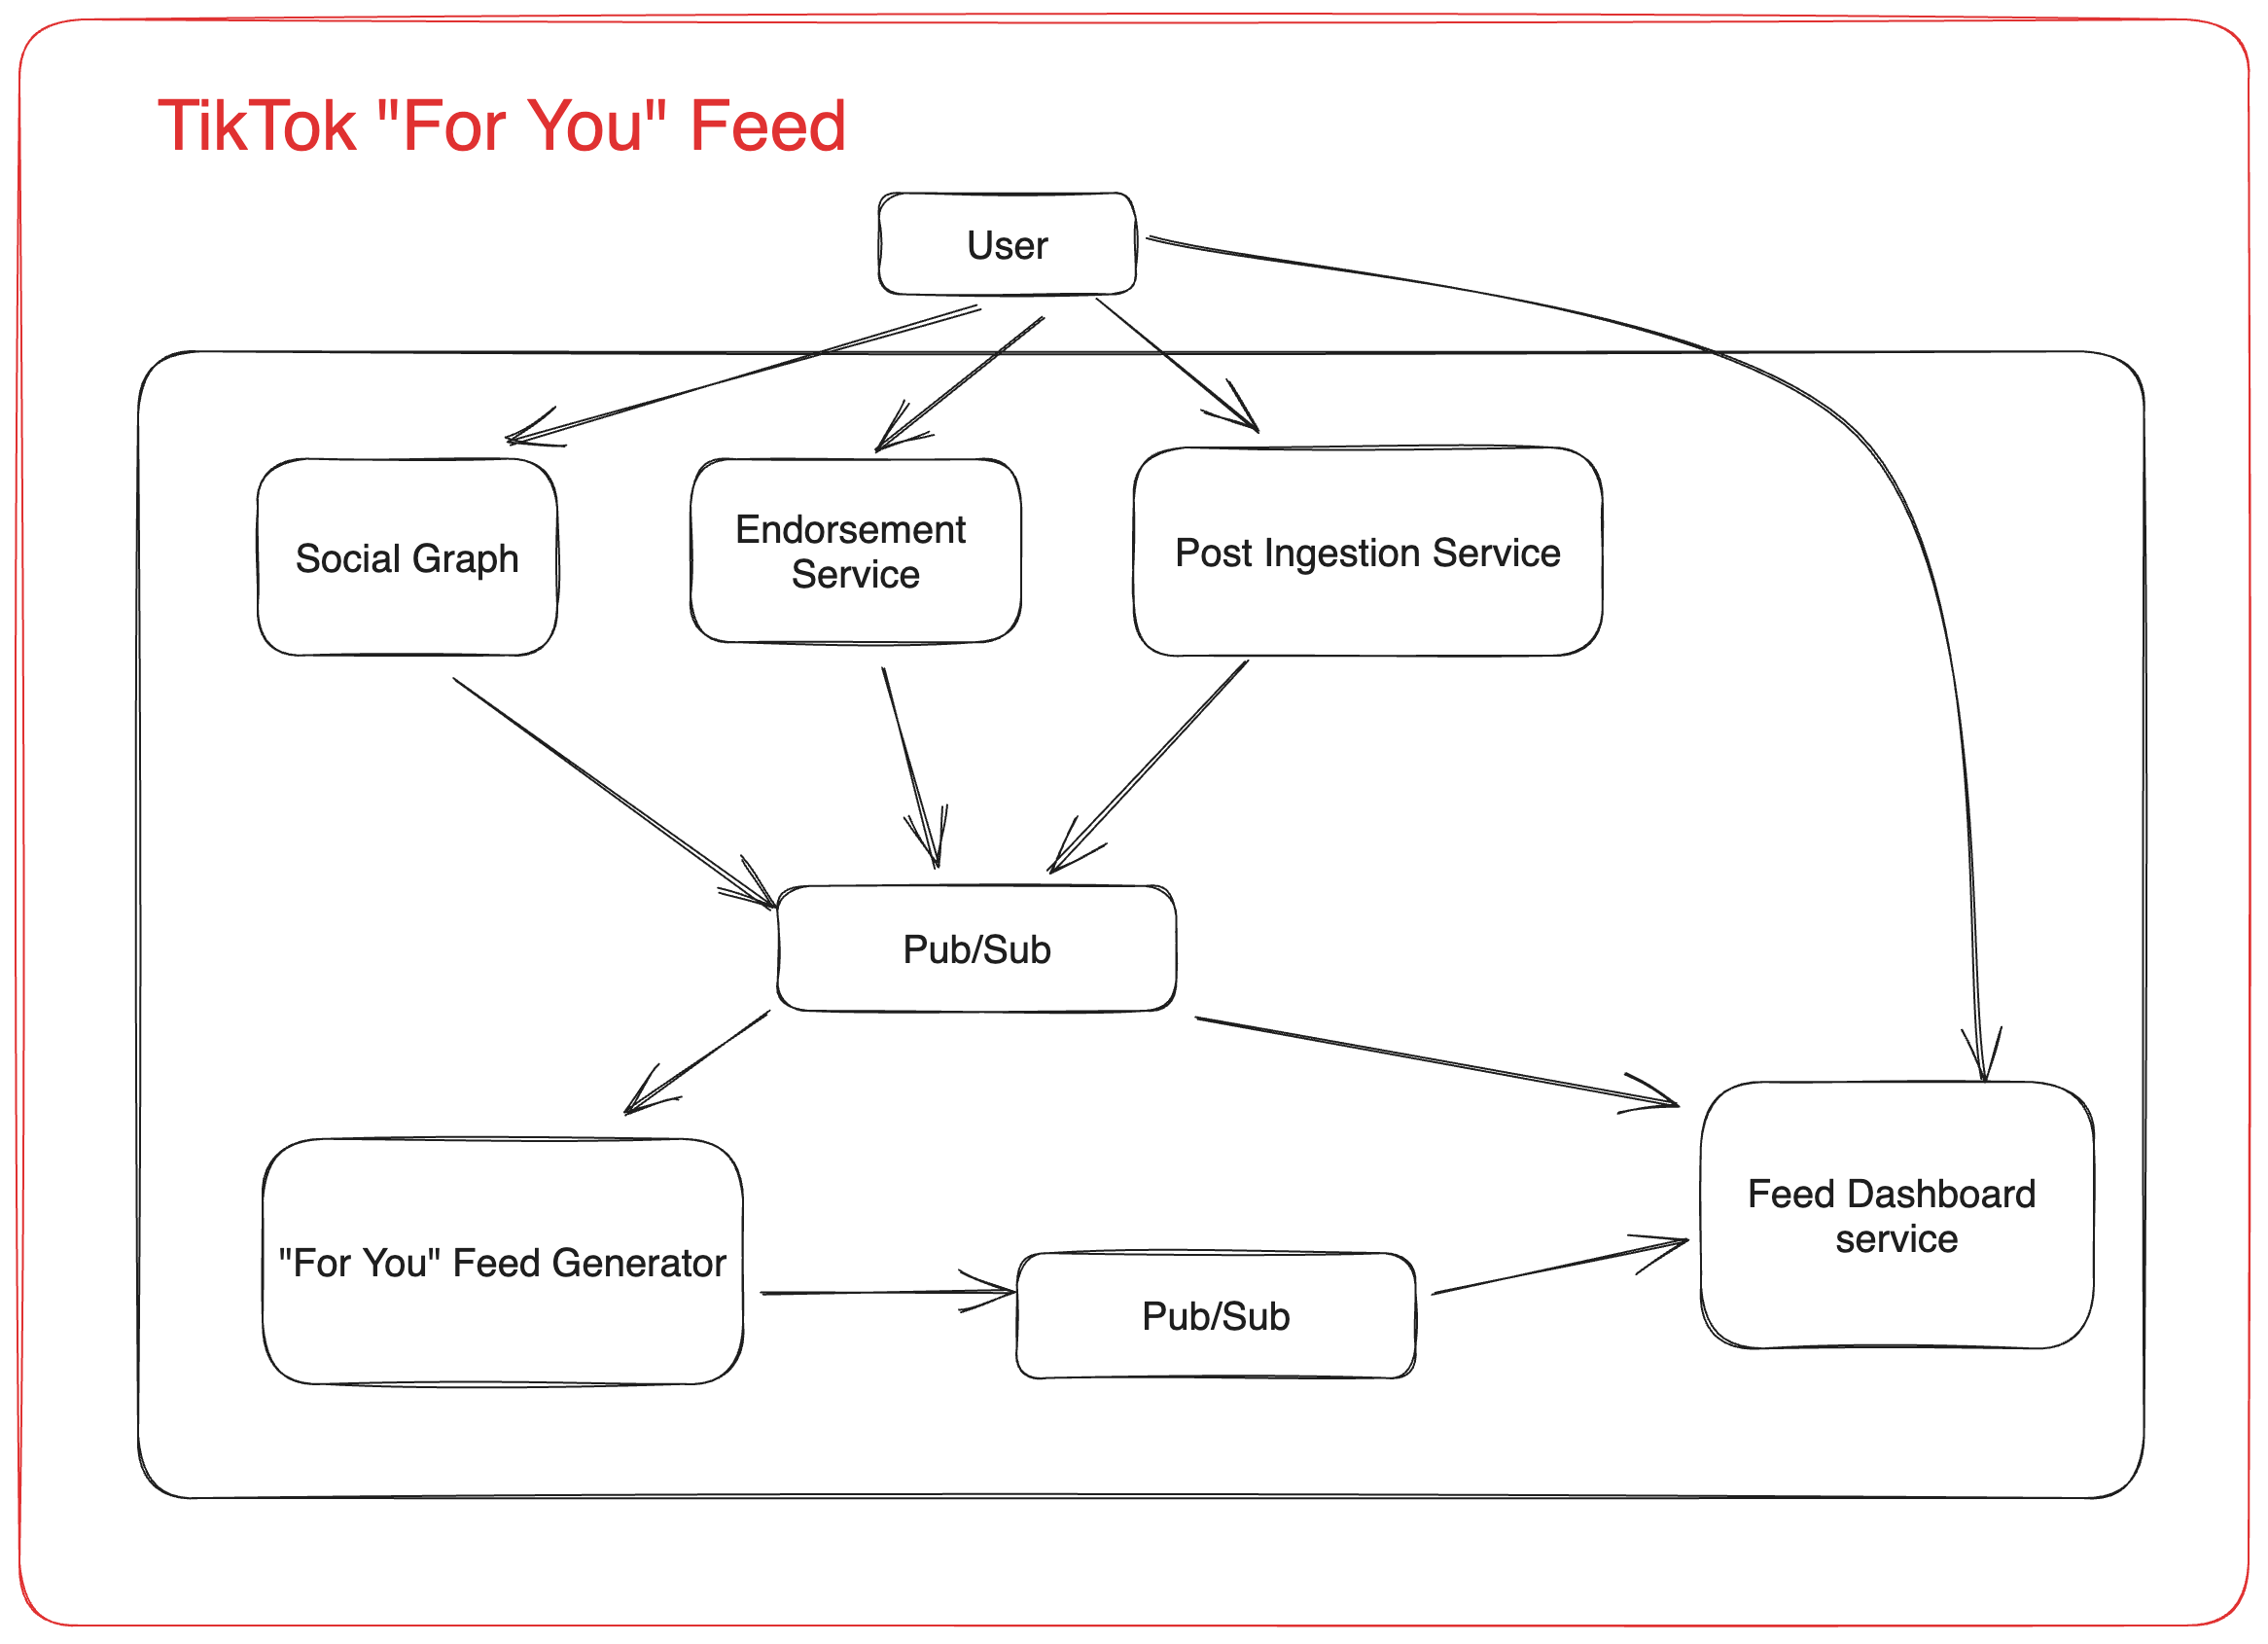 TikTok "For You" Feed
User
Social Graph
Endorsement
Service
Post Ingestion Service
Pub/Sub
"For You" Feed Generator
Pub/Sub
Feed Dashboard
service